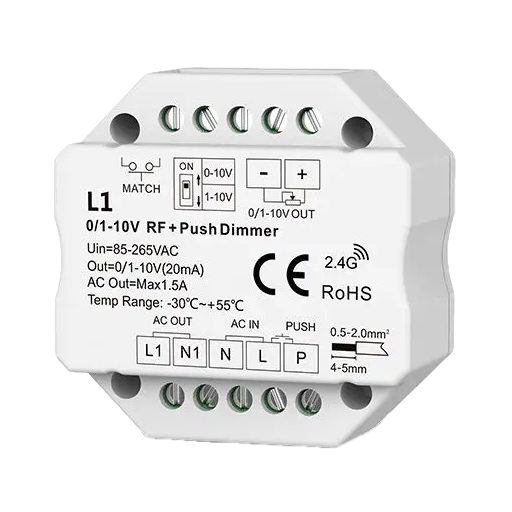 ON
0-10V
1-10V
MATCH
- +
0/1-10V OUT
L1
0/1-10V RF+Push Dimmer
Uin=85-265VAC
Out=0/1-10V(20mA)
AC Out=Max1.5A
Temp Range: -30℃~+55℃
CE
2.4G
RoHS
AC OUT AC IN PUSH
L1 N1 N L P
0.5-2.0mm²
4-5mm